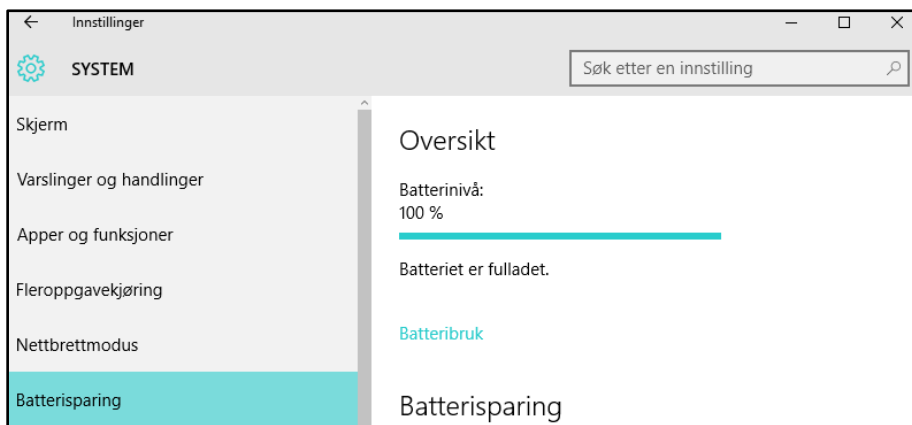 Innstillinger
SYSTEM
Søk etter en innstilling
Skjerm
Varslinger og handlinger
Apper og funksjoner
Fleroppgavekjøring
Nettbrettmodus
Batterisparing
Oversikt
Batterinivå:
100 %
Batteriet er fulladet.
Batteribruk
Batterisparing